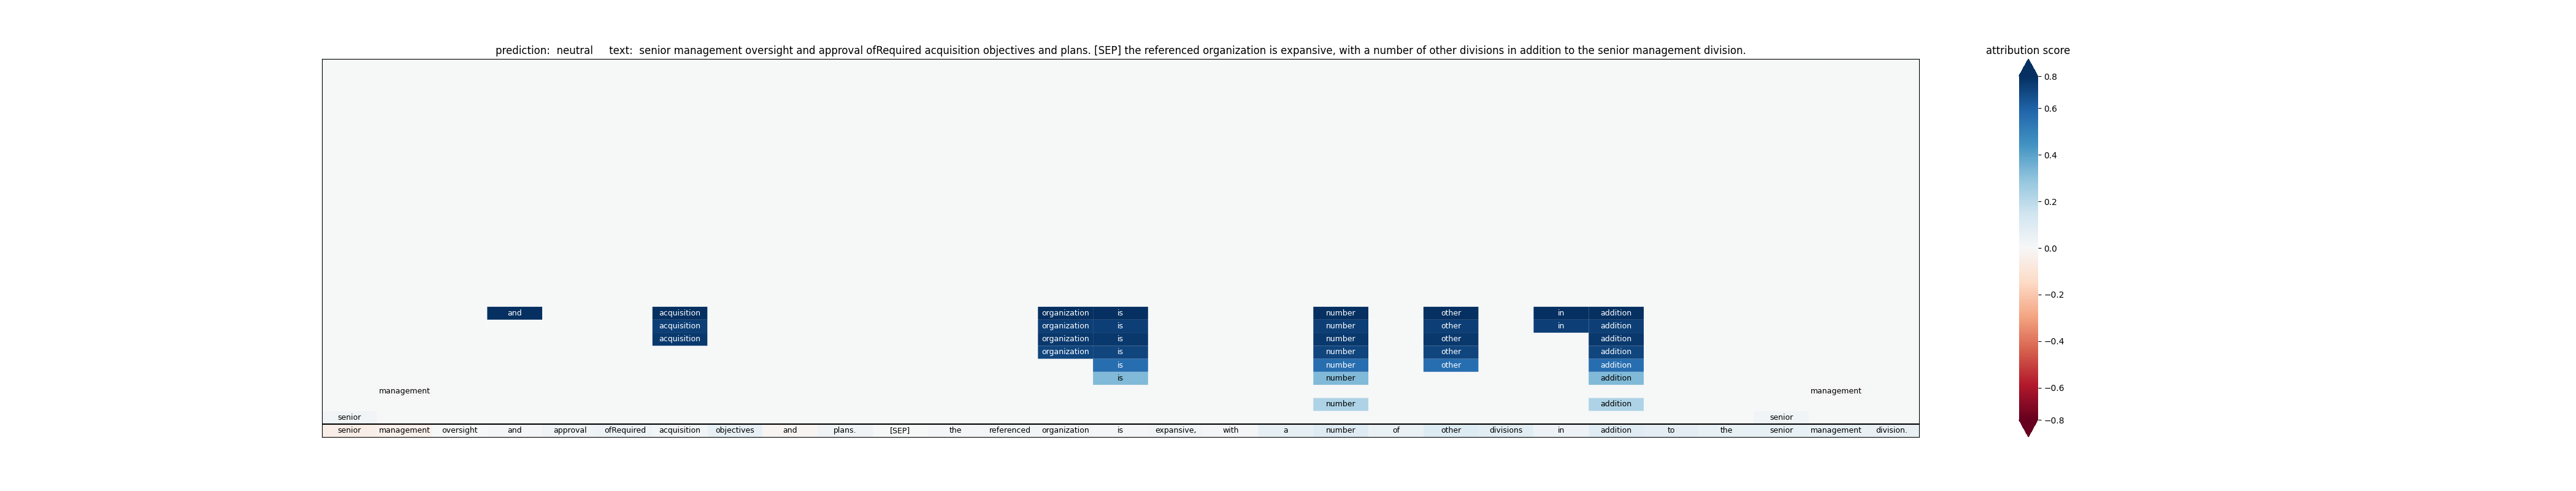 prediction:  neutral     text:  senior management oversight and approval ofRequired acquisition objectives and plans. [SEP] the referenced organization is expansive, with a number of other divisions in addition to the senior management division.
attribution score
0.8
0.6
0.4
0.2
0.0
−0.2
−0.4
−0.6
−0.8
and acquisition organization is number other in addition
acquisition organization is number other in addition
acquisition organization is number other addition
organization is number other addition
is number other addition
is number addition
management management
number addition
senior senior
senior management oversight and approval ofRequired acquisition objectives and plans. [SEP] the referenced organization is expansive, with a number of other divisions in addition to the senior management division.